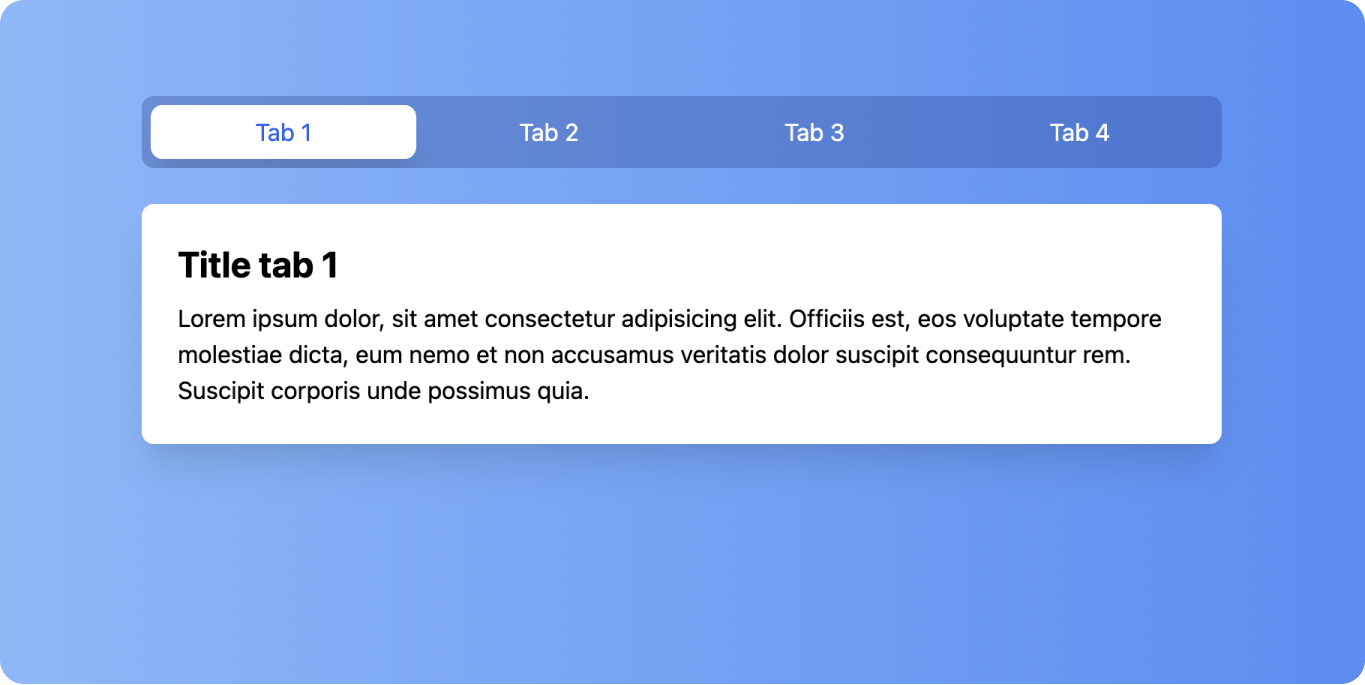 Tab 1 Tab 2 Tab 3 Tab 4
Title tab 1
Lorem ipsum dolor, sit amet consectetur adipisicing elit. Officiis est, eos voluptate tempore
molestiae dicta, eum nemo et non accusamus veritatis dolor suscipit consequuntur rem.
Suscipit corporis unde possimus quia.